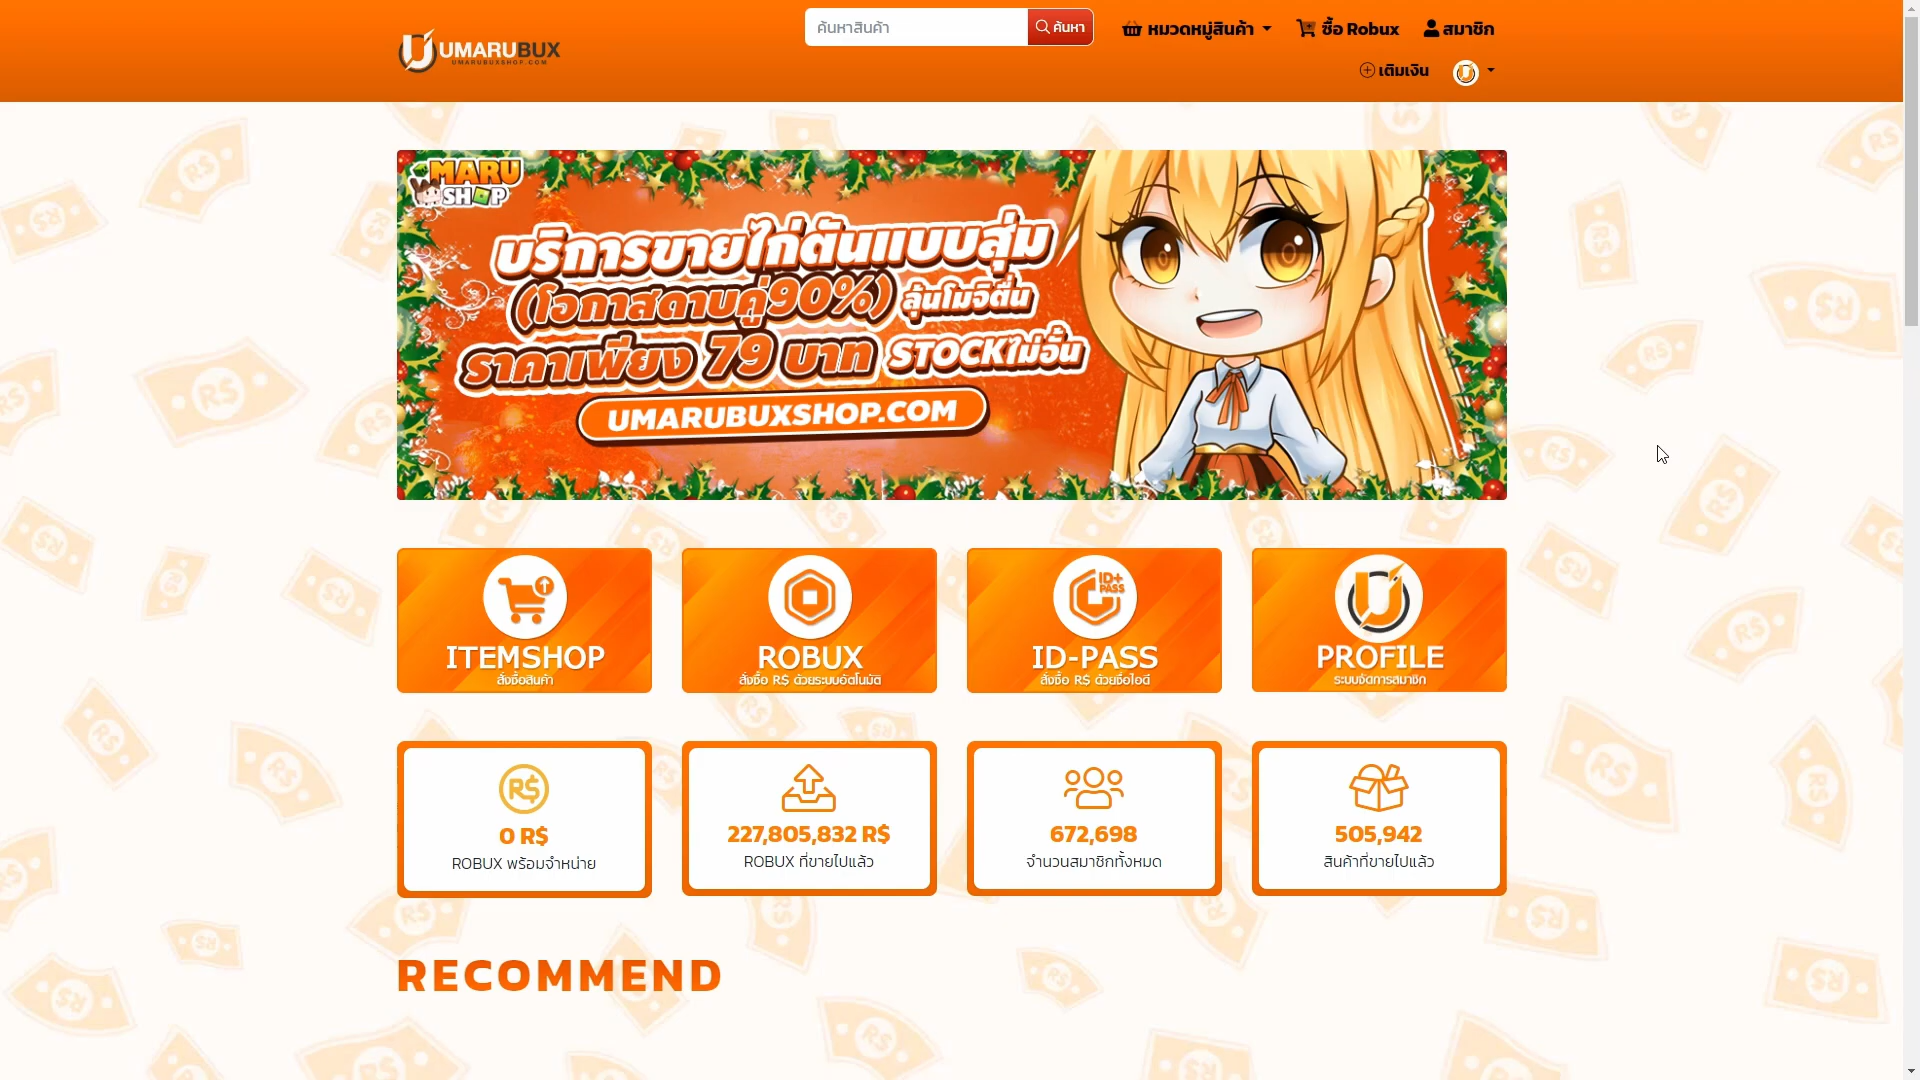 UMARUBUX
UMARUBUXSHOP.COM
ค้นหาสินค้า
ค้นหา
หมวดหมู่สินค้า
ซื้อ Robux
สมาชิก
เติมเงิน
MARU
SHOP
บริการขายไก่ตันแบบสุ่ม
(โอกาสดาบคู่90%) ลุ้นโมจิตื่น
ราคาเพียง 79 บาท STOCKไม่อั้น
UMARUBUXSHOP.COM
ITEMSHOP
สั่งซื้อสินค้า
ROBUX
สั่งซื้อ R$ ด้วยระบบอัตโนมัติ
ID+
PASS
ID-PASS
สั่งซื้อ R$ ด้วยชื่อไอดี
PROFILE
ระบบจัดการสมาชิก
R$
0 R$
ROBUX พร้อมจำหน่าย
227,805,832 R$
ROBUX ที่ขายไปแล้ว
672,698
จำนวนสมาชิกทั้งหมด
505,942
สินค้าที่ขายไปแล้ว
RECOMMEND